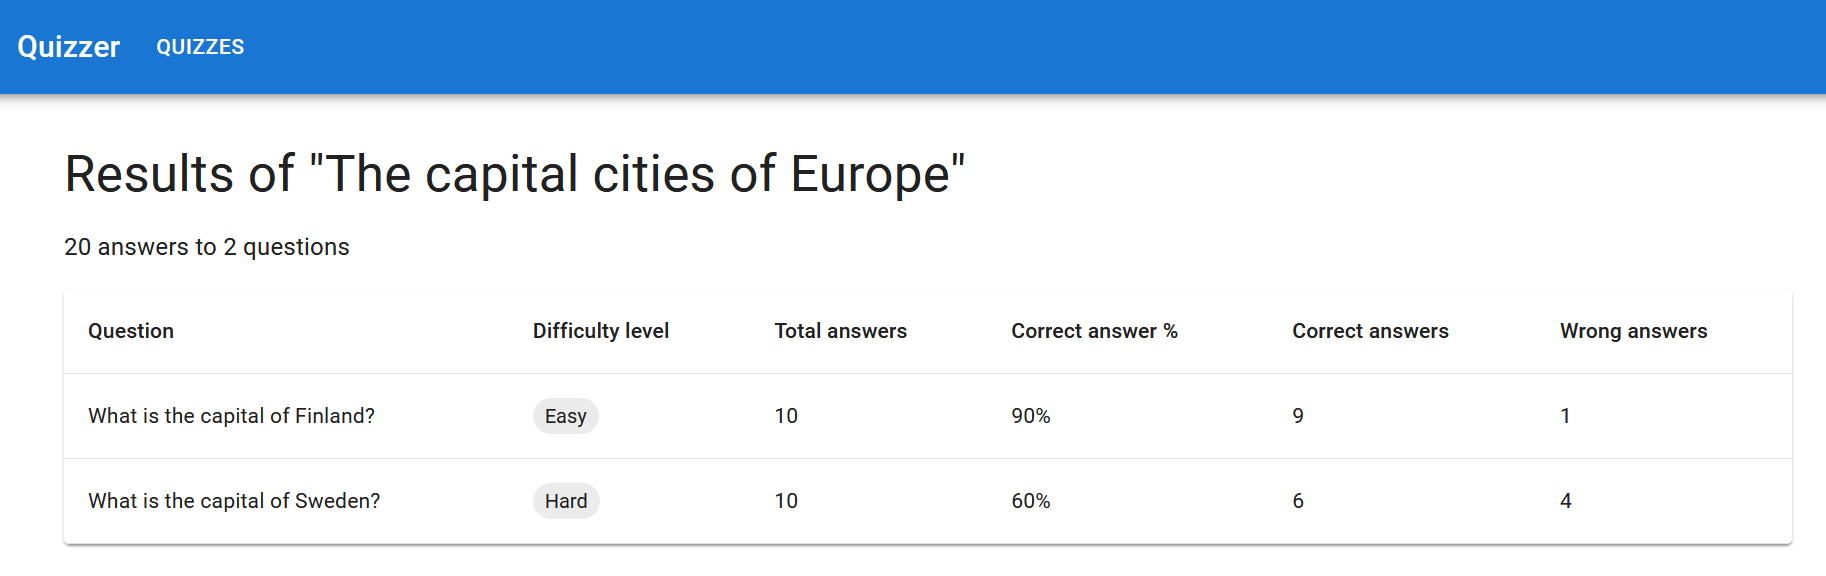 Quizzer QUIZZES
Results of "The capital cities of Europe"
20 answers to 2 questions
Question Difficulty level Total answers Correct answer % Correct answers Wrong answers
What is the capital of Finland? Easy 10 90% 9 1
What is the capital of Sweden? Hard 10 60% 6 4